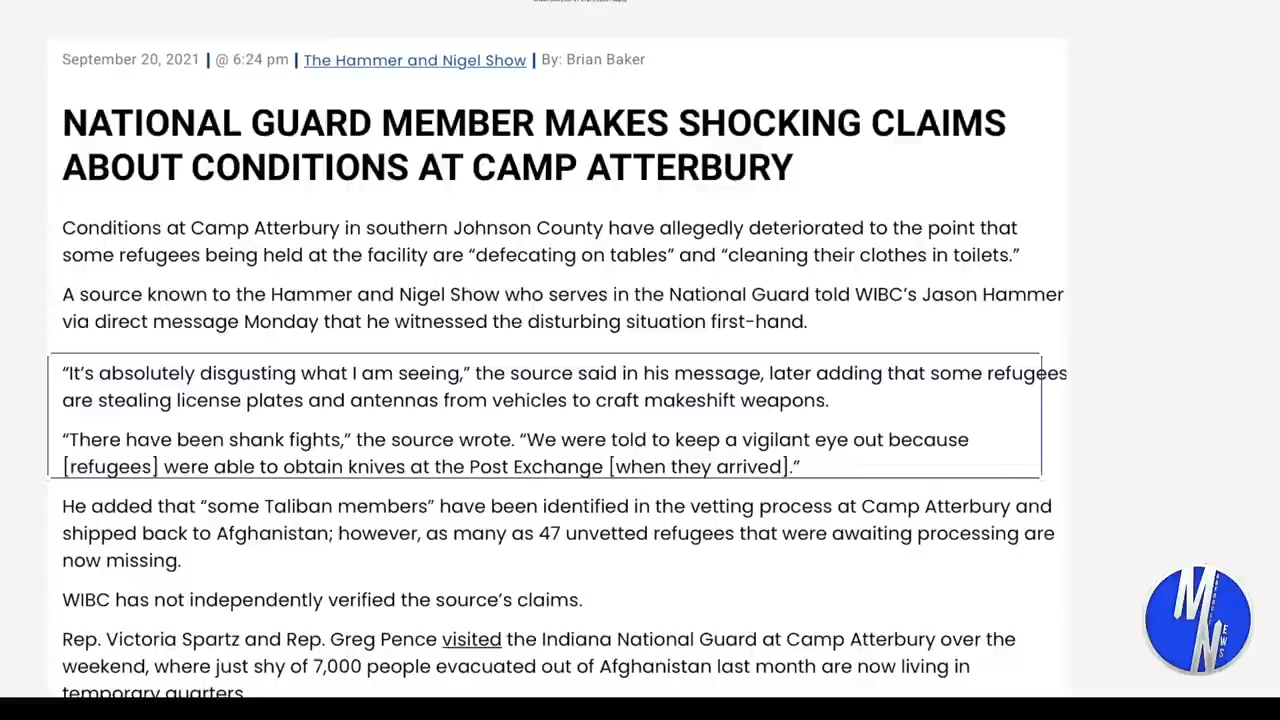 September 20, 2021 | @ 6:24 pm | The Hammer and Nigel Show | By: Brian Baker
NATIONAL GUARD MEMBER MAKES SHOCKING CLAIMS
ABOUT CONDITIONS AT CAMP ATTERBURY
Conditions at Camp Atterbury in southern Johnson County have allegedly deteriorated to the point that
some refugees being held at the facility are “defecating on tables” and “cleaning their clothes in toilets.”
A source known to the Hammer and Nigel Show who serves in the National Guard told WIBC’s Jason Hammer
via direct message Monday that he witnessed the disturbing situation first-hand.
“It’s absolutely disgusting what I am seeing,” the source said in his message, later adding that some refugees
are stealing license plates and antennas from vehicles to craft makeshift weapons.
“There have been shank fights,” the source wrote. “We were told to keep a vigilant eye out because
[refugees] were able to obtain knives at the Post Exchange [when they arrived].”
He added that “some Taliban members” have been identified in the vetting process at Camp Atterbury and
shipped back to Afghanistan; however, as many as 47 unvetted refugees that were awaiting processing are
now missing.
WIBC has not independently verified the source’s claims.
Rep. Victoria Spartz and Rep. Greg Pence visited the Indiana National Guard at Camp Atterbury over the
weekend, where just shy of 7,000 people evacuated out of Afghanistan last month are now living in
temporary quarters.